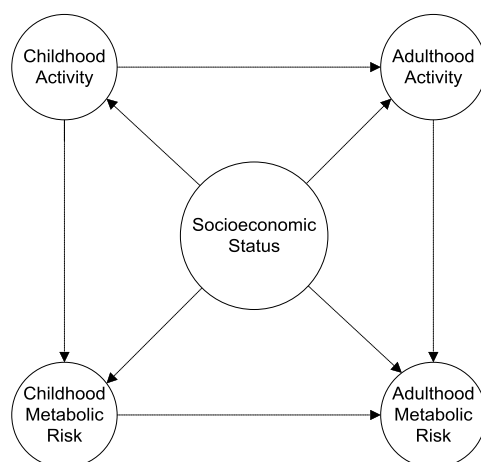 Childhood
Activity
Adulthood
Activity
Socioeconomic
Status
Childhood
Metabolic
Risk
Adulthood
Metabolic
Risk